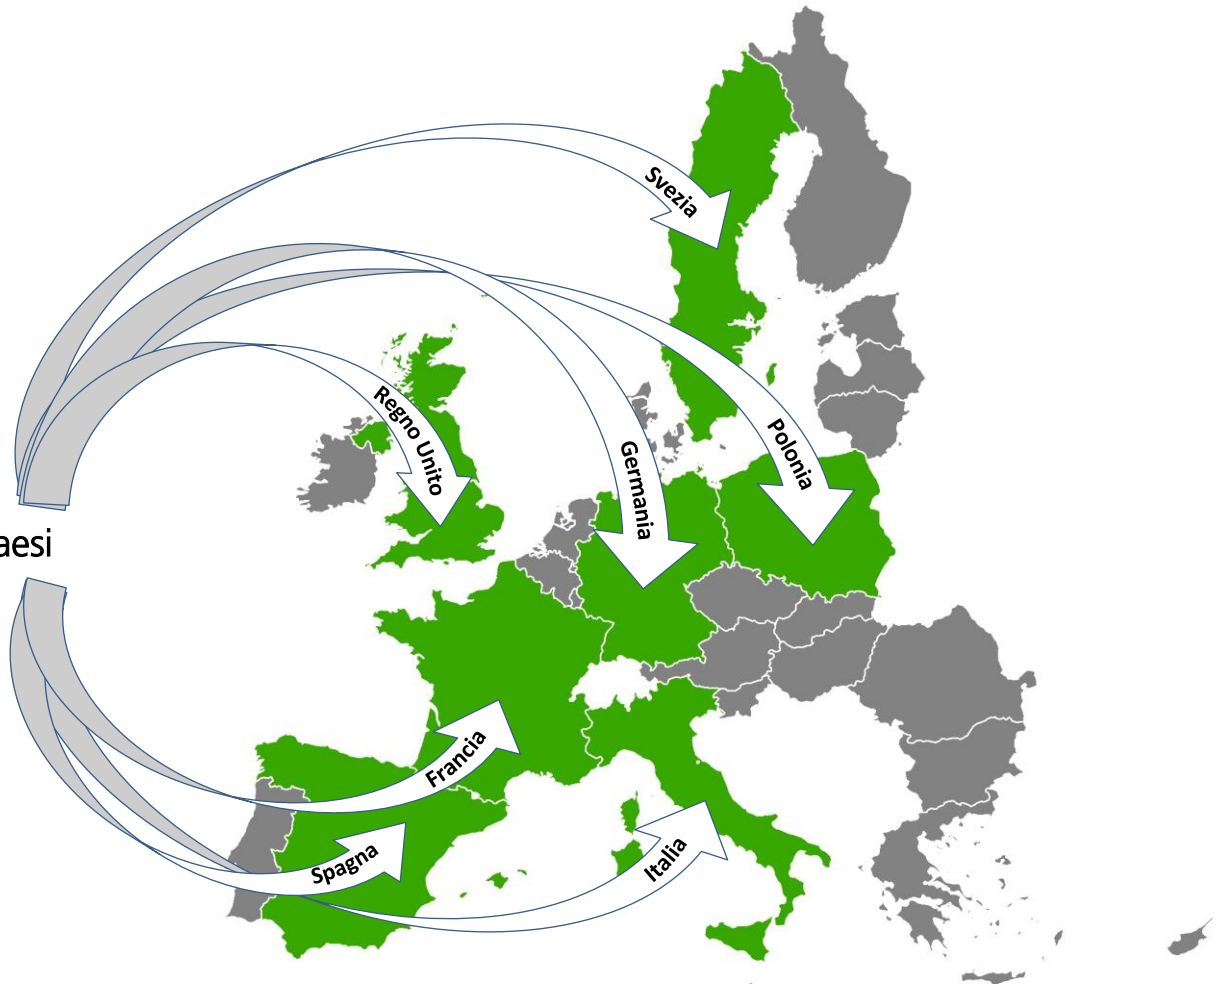 Svezia
Regno Unito
Polonia
Germania
aesi
Francia
Spagna
Italia